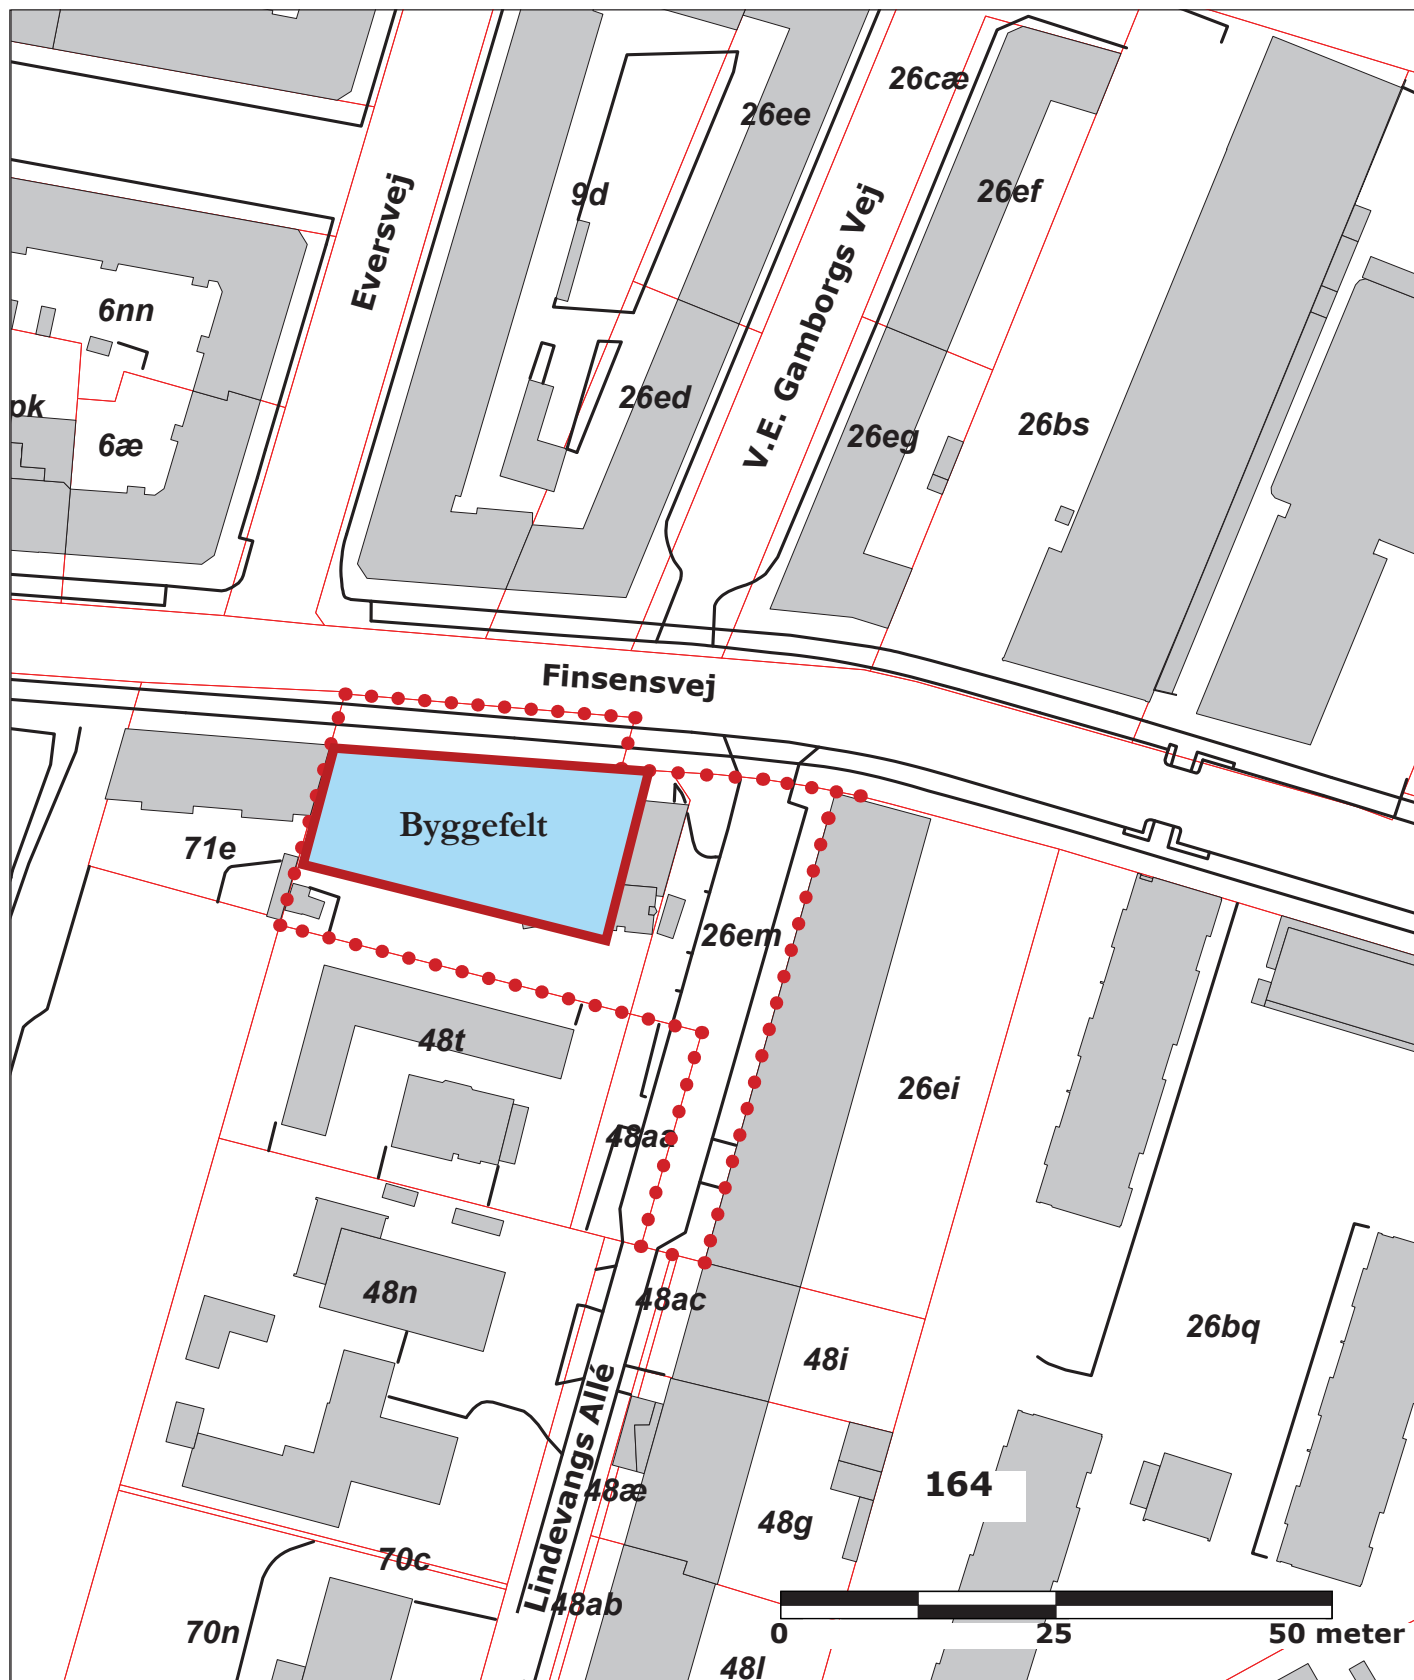 26cæ
26ee
9d
26ef
Eversvej
V.E. Gamborgs Vej
6nn
26ed
pk
26bs
26eg
6æ
Finsensvej
Byggefelt
71e
26em
48t
26ei
48aa
48n
48ac
26bq
48i
Lindevangs Allé
164
48æ
48g
70c
48ab
70n
0 25 50 meter
48l